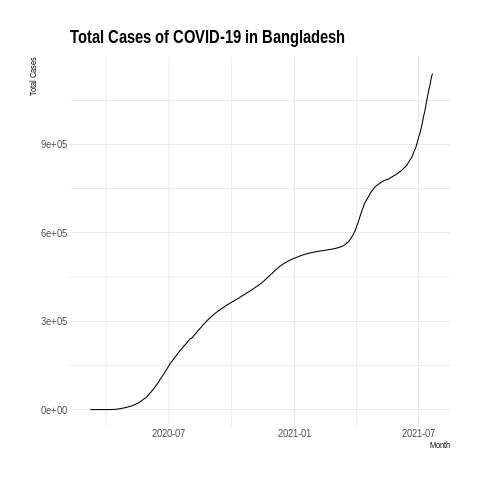 Total Cases of COVID-19 in Bangladesh
Total Cases
9e+05
6e+05
3e+05
0e+00
2020-07 2021-01 2021-07
Month